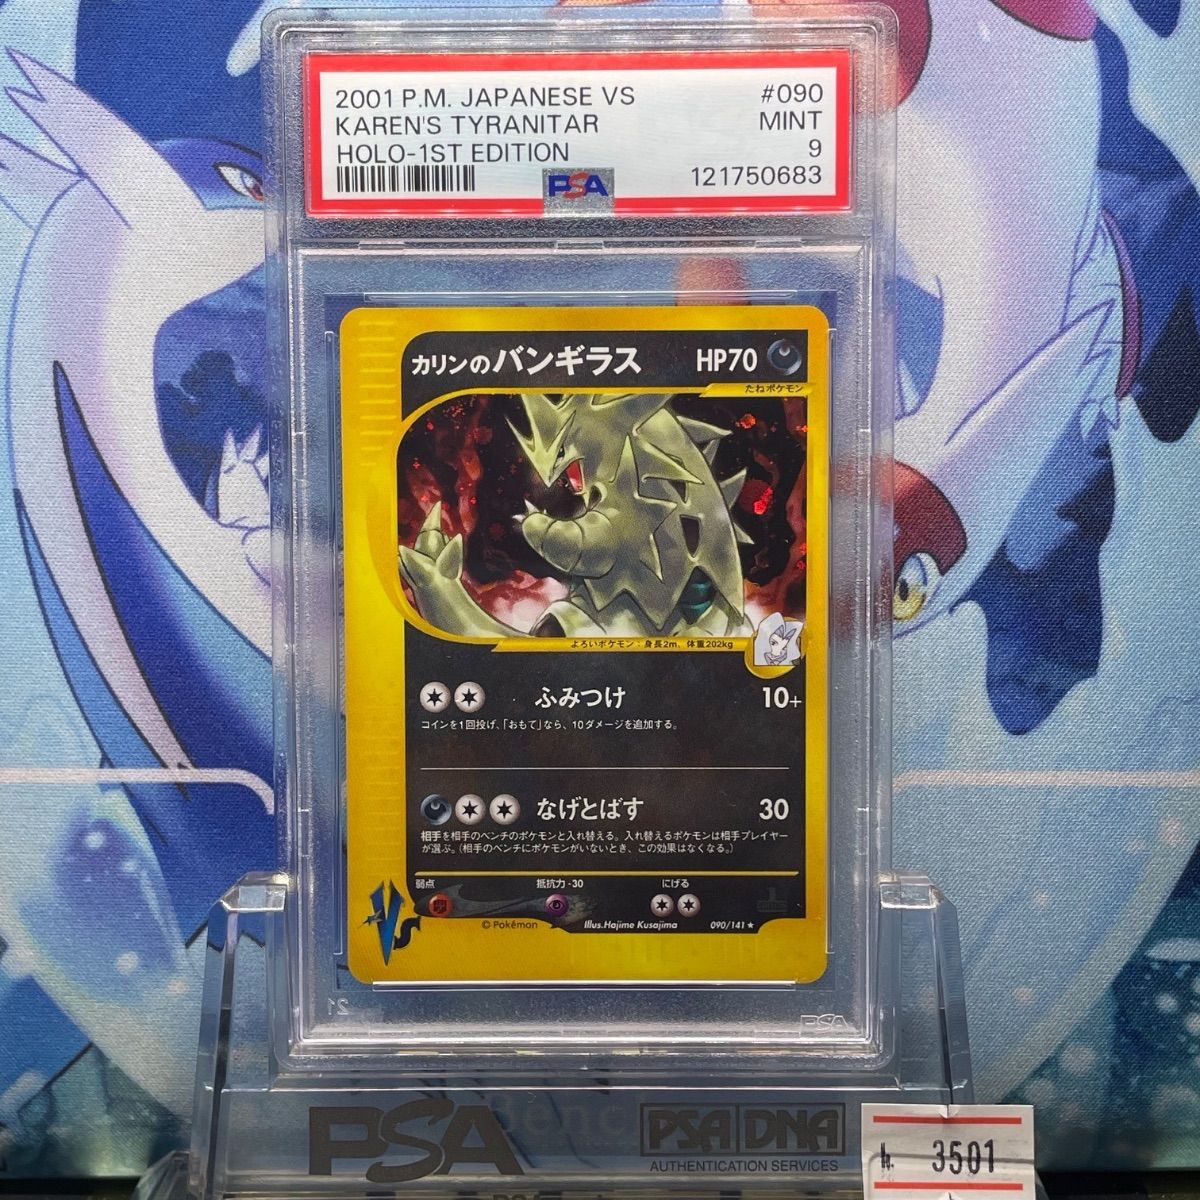 2001 P.M. JAPANESE VS #090
KAREN'S TYRANITAR MINT
HOLO-1ST EDITION 9
PSA 121750683
カリンのバンギラス HP70
たねポケモン
よろいポケモン：身長2m、体重202kg
ふみつけ 10+
コインを1回投げ、「おもて」なら、10ダメージを追加する。
なげとばす 30
相手を相手のベンチのポケモンと入れ替える。入れ替えるポケモンは相手プレイヤー
が選ぶ。（相手のベンチにポケモンがいないとき、この効果はなくなる。）
弱点 抵抗力 -30 にげる
VS
© Pokémon Illus.Hajime Kusajima 090/141 ★
21
PSA
PSA PSA DNA
AUTHENTICATION SERVICES
3501